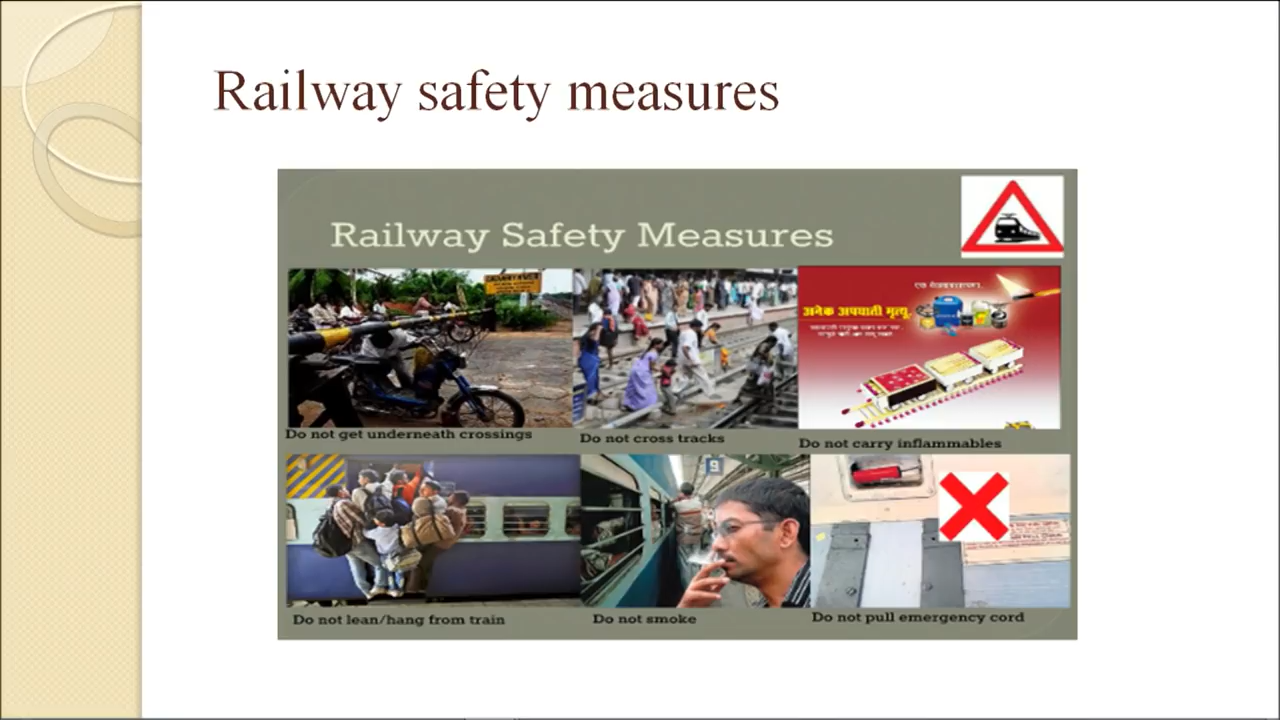 Railway safety measures
Railway Safety Measures
अनेक अपघाती मृत्यू.
Do not get underneath crossings
Do not cross tracks
Do not carry inflammables
9
Do not lean/hang from train
Do not smoke
Do not pull emergency cord